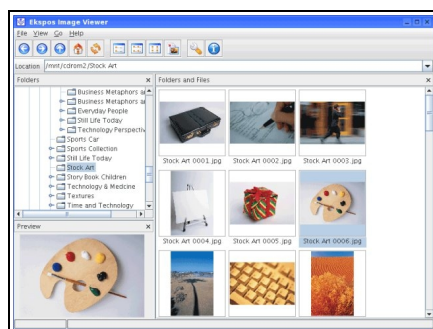 Ekspos Image Viewer
File View Go Help
Location /mnt/cdrom2/Stock Art
Folders
Folders and Files
Business Metaphors a
Business Metaphors a
Everyday People
Still Life Today
Technology Perspectiv
Sports Car
Sports Collection
Still Life Today
Stock Art
Story Book Children
Technology & Medicine
Textures
Time and Technology
Preview
Stock Art 0001.jpg Stock Art 0002.jpg Stock Art 0003.jpg
Stock Art 0004.jpg Stock Art 0005.jpg Stock Art 0006.jpg